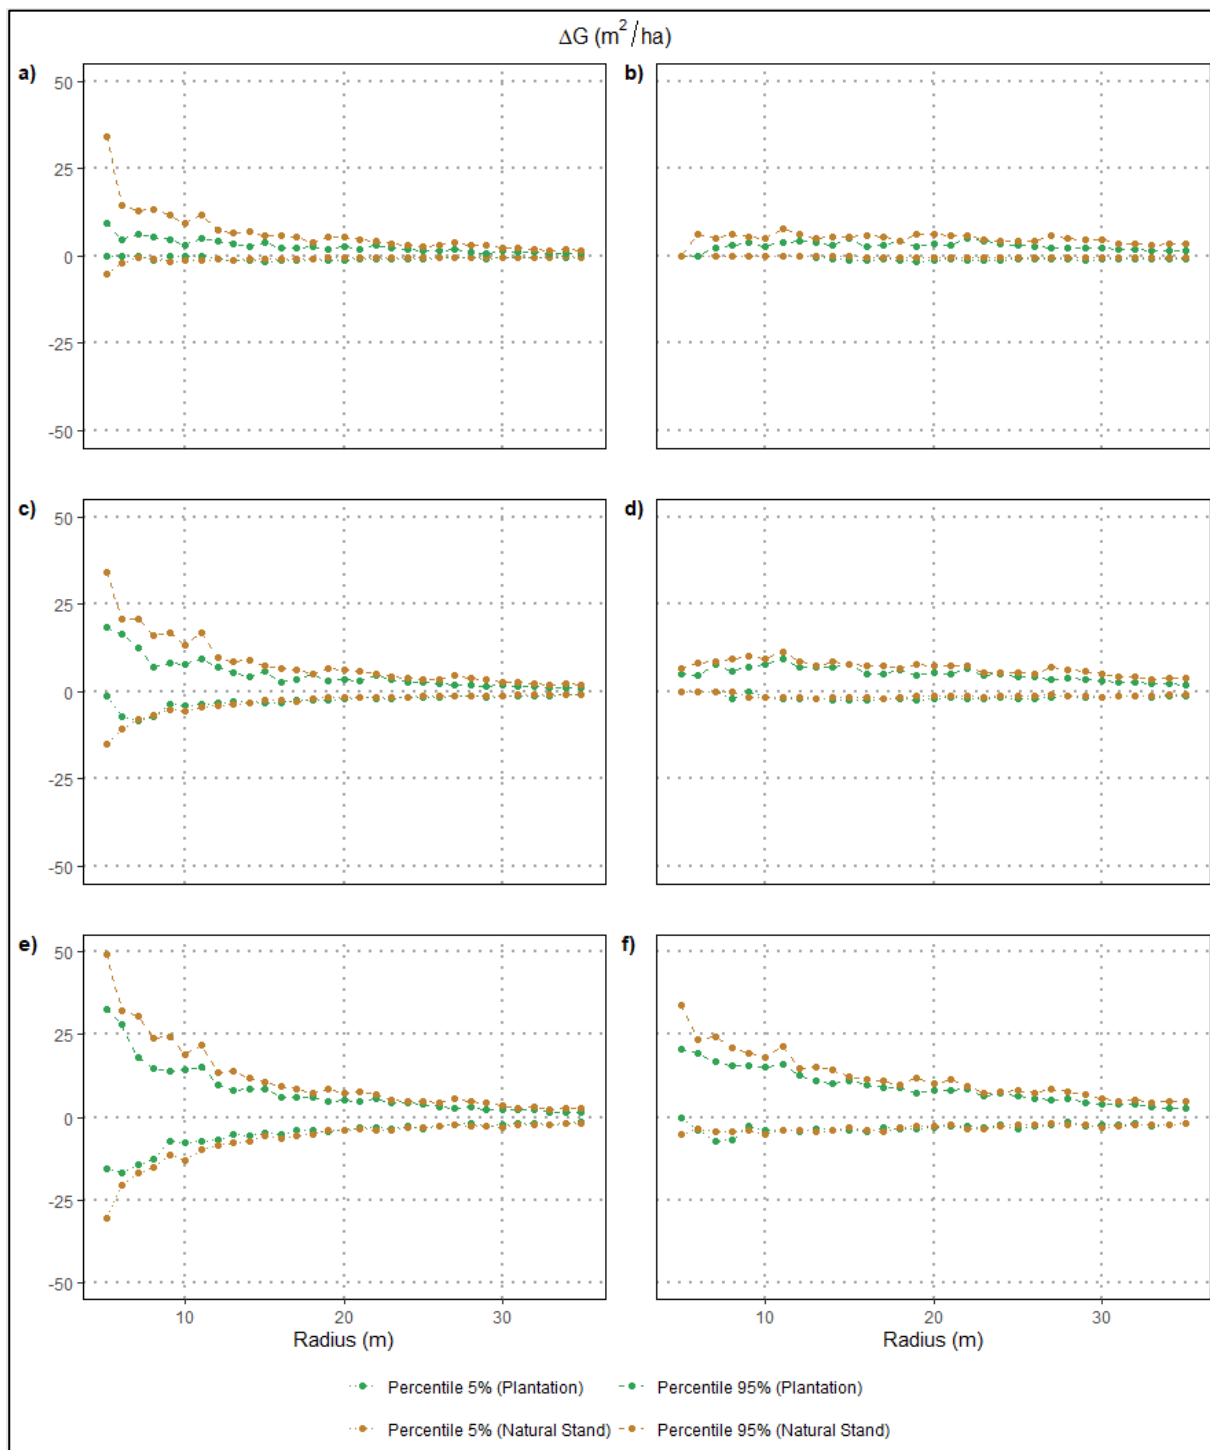 ΔG (m²/ha)
a)
b)
50
25
0
-25
-50
c)
d)
50
25
0
-25
-50
e)
f)
50
25
0
-25
-50
10
20
30
10
20
30
Radius (m)
Radius (m)
Percentile 5% (Plantation)
Percentile 95% (Plantation)
Percentile 5% (Natural Stand)
Percentile 95% (Natural Stand)